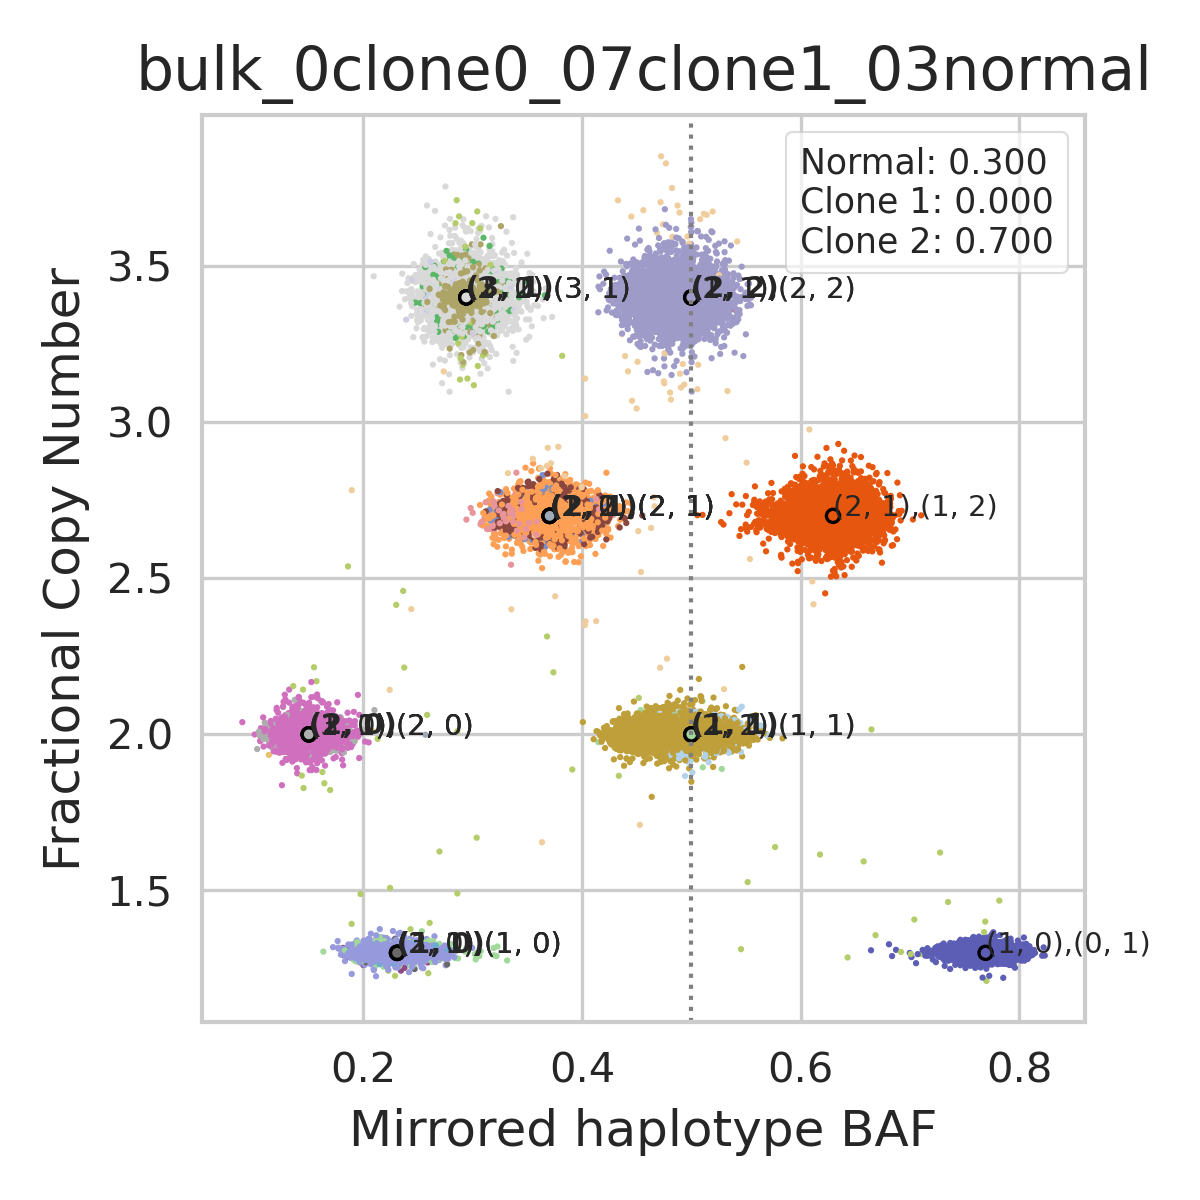 bulk_0clone0_07clone1_03normal
Normal: 0.300
Clone 1: 0.000
Clone 2: 0.700
Fractional Copy Number
3.5
3.0
2.5
2.0
1.5
(3, 1)
(2, 2)
(2, 1)
(2, 1),(1, 2)
(2, 0)
(1, 1)
(1, 0)
(1, 0),(0, 1)
0.2
0.4
0.6
0.8
Mirrored haplotype BAF